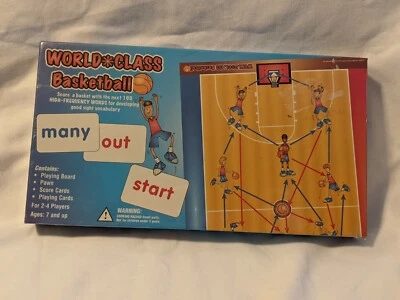 WORLD CLASS
Basketball
Score a basket with the next 100
HIGH-FREQUENCY WORDS for developing
good sight vocabulary
many
out
start
Contains:
• Playing Board
• Pawn
• Score Cards
• Playing Cards
For 2-4 Players
Ages: 7 and up
WARNING: